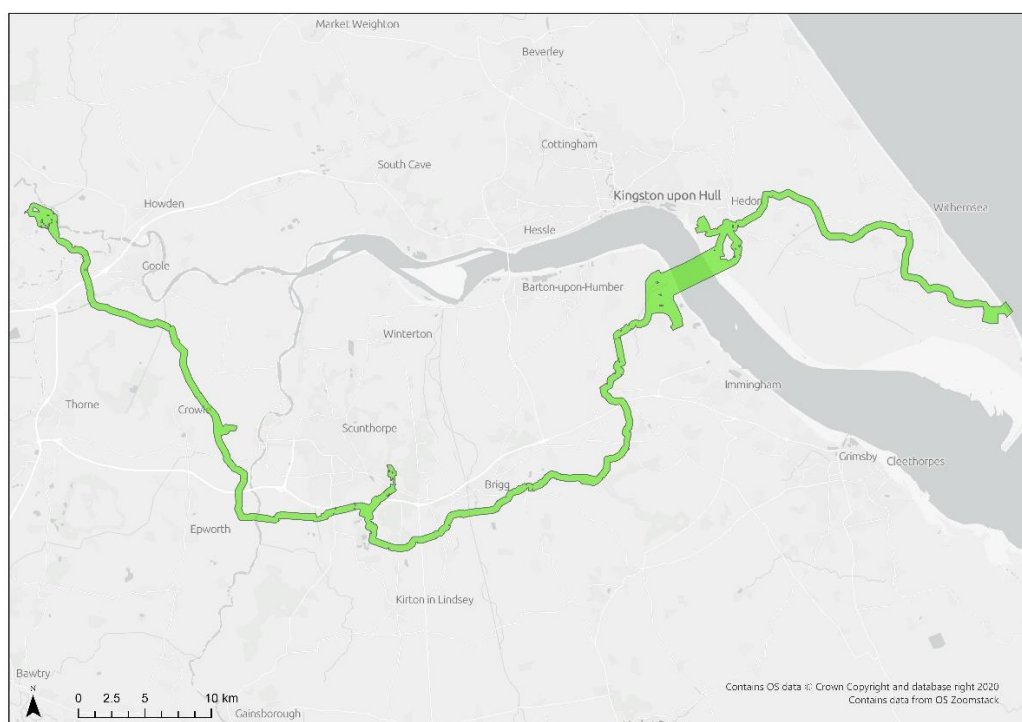 Market Weighton
Beverley
Cottingham
South Cave
Kingston upon Hull
Howden
Hedon
Withernsea
Hessle
Goole
Barton-upon-Humber
Winterton
Immingham
Thorne
Crowle
Scunthorpe
Grimsby
Cleethorpes
Brigg
Epworth
Kirton in Lindsey
Bawtry
N
0 2.5 5 10 km
Gainsborough
Contains OS data © Crown Copyright and database right 2020
Contains data from OS Zoomstack